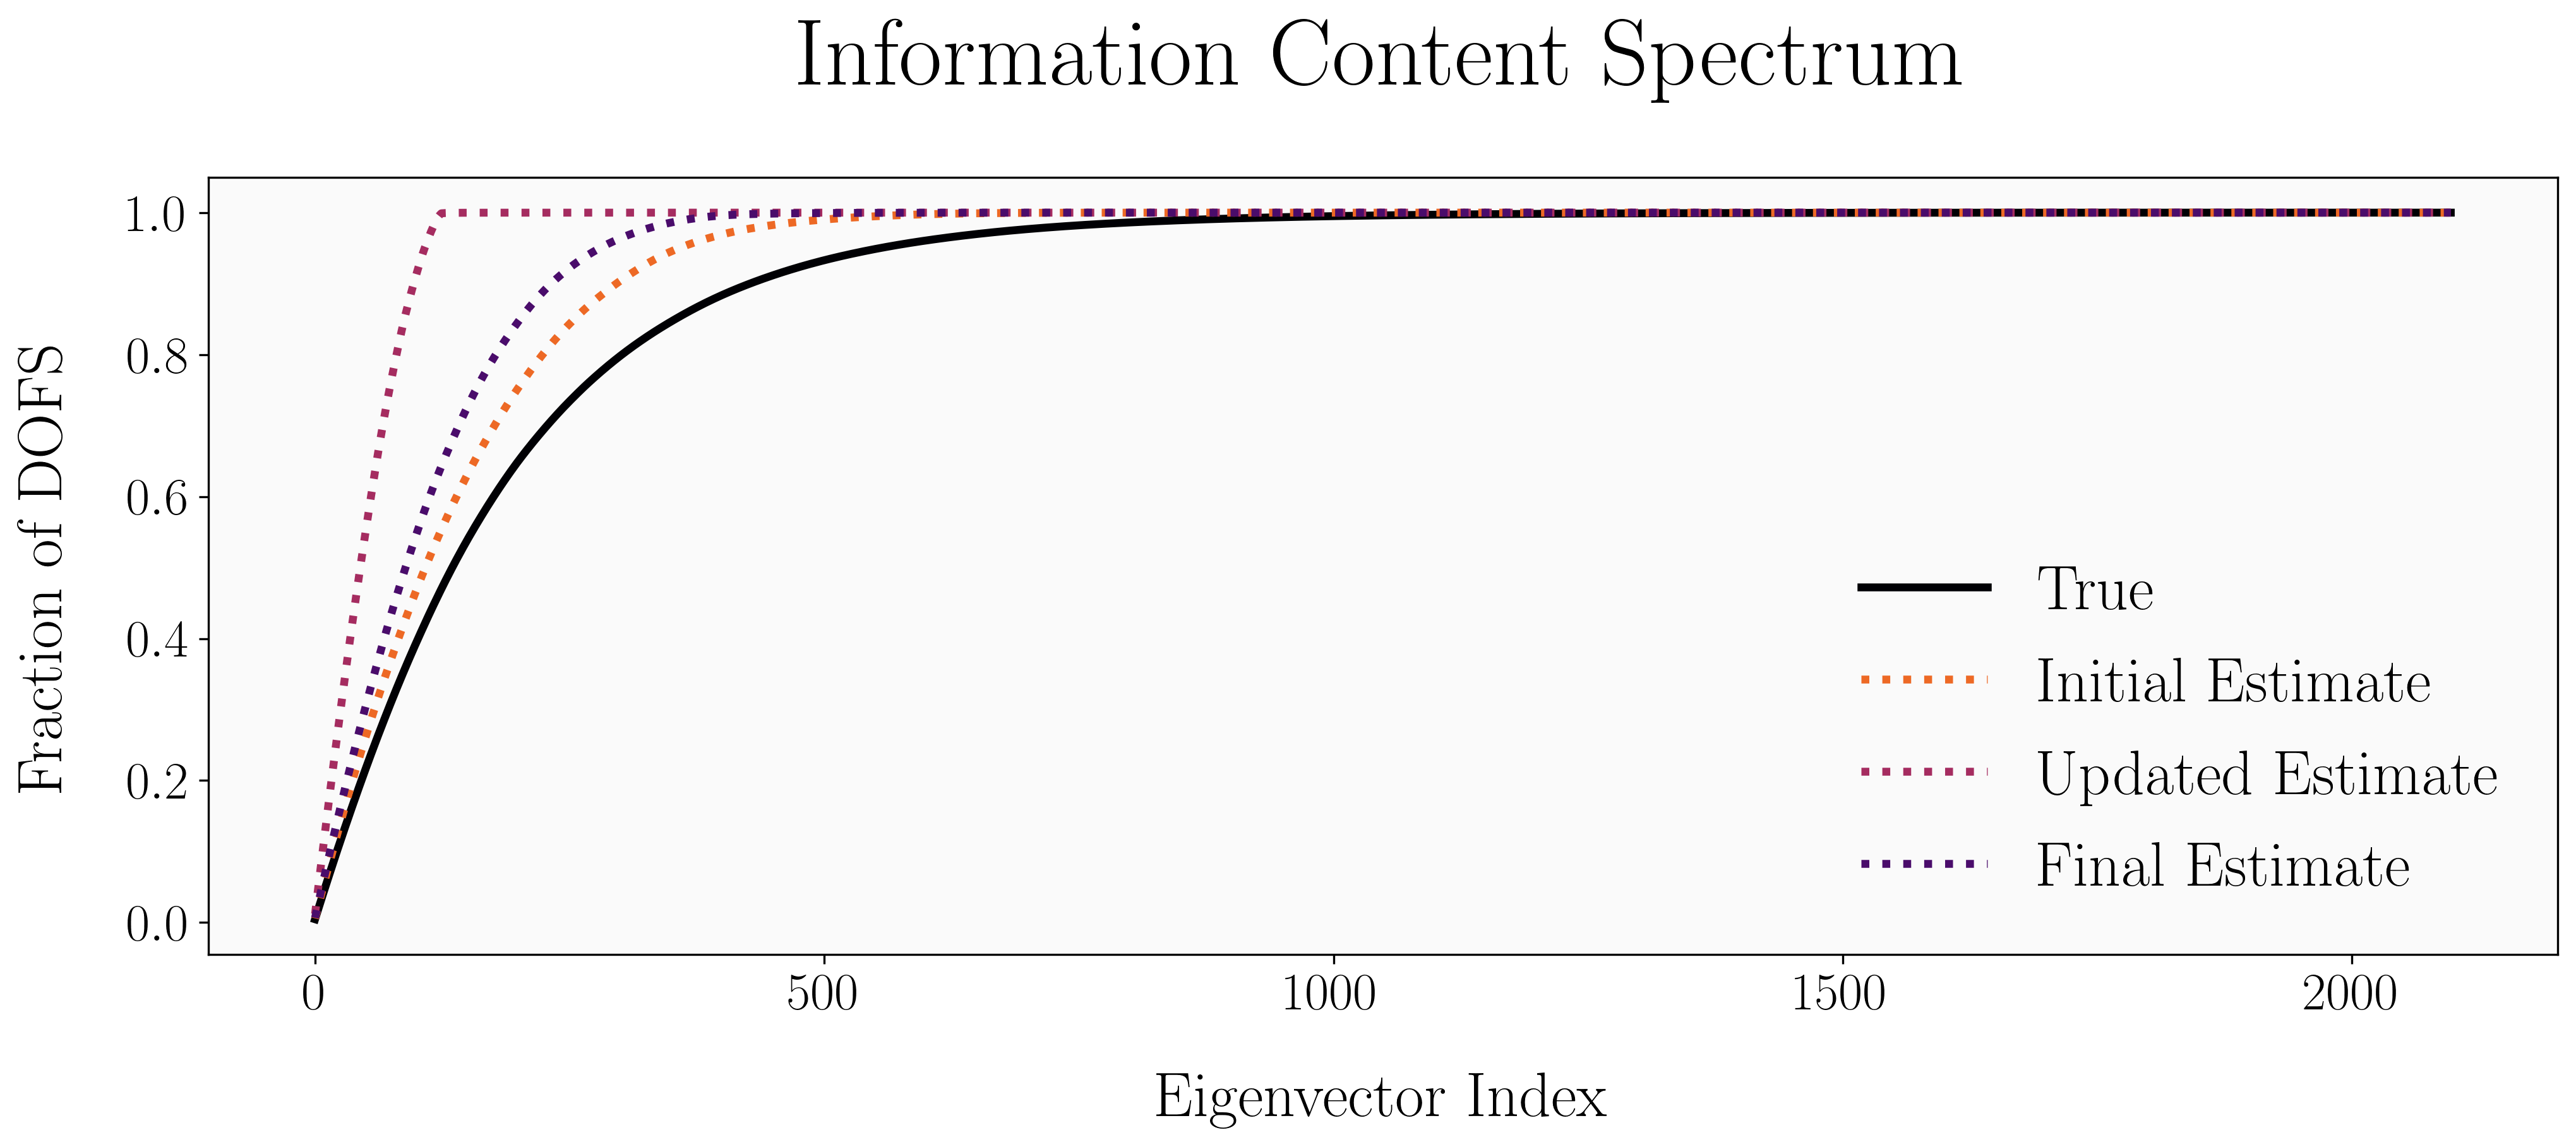 Information Content Spectrum
Fraction of DOFS
1.0
0.8
0.6
0.4
0.2
0.0
True
Initial Estimate
Updated Estimate
Final Estimate
0 500 1000 1500 2000
Eigenvector Index